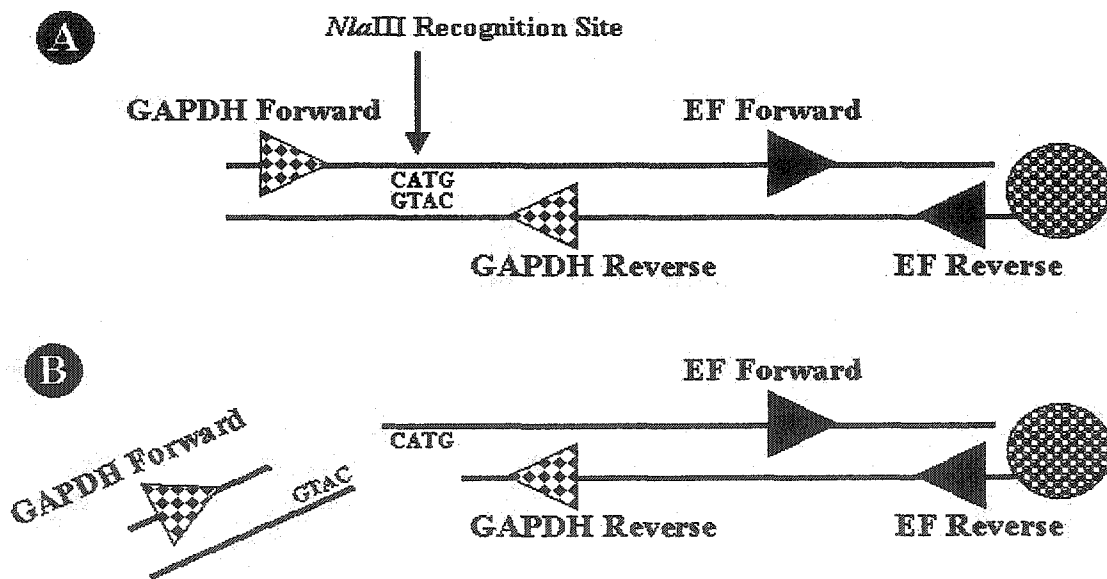 A
NlaIII Recognition Site
GAPDH Forward
EF Forward
CATG
GTAC
GAPDH Reverse
EF Reverse
B
EF Forward
GAPDH Forward
CATG
GTAC
GAPDH Reverse
EF Reverse